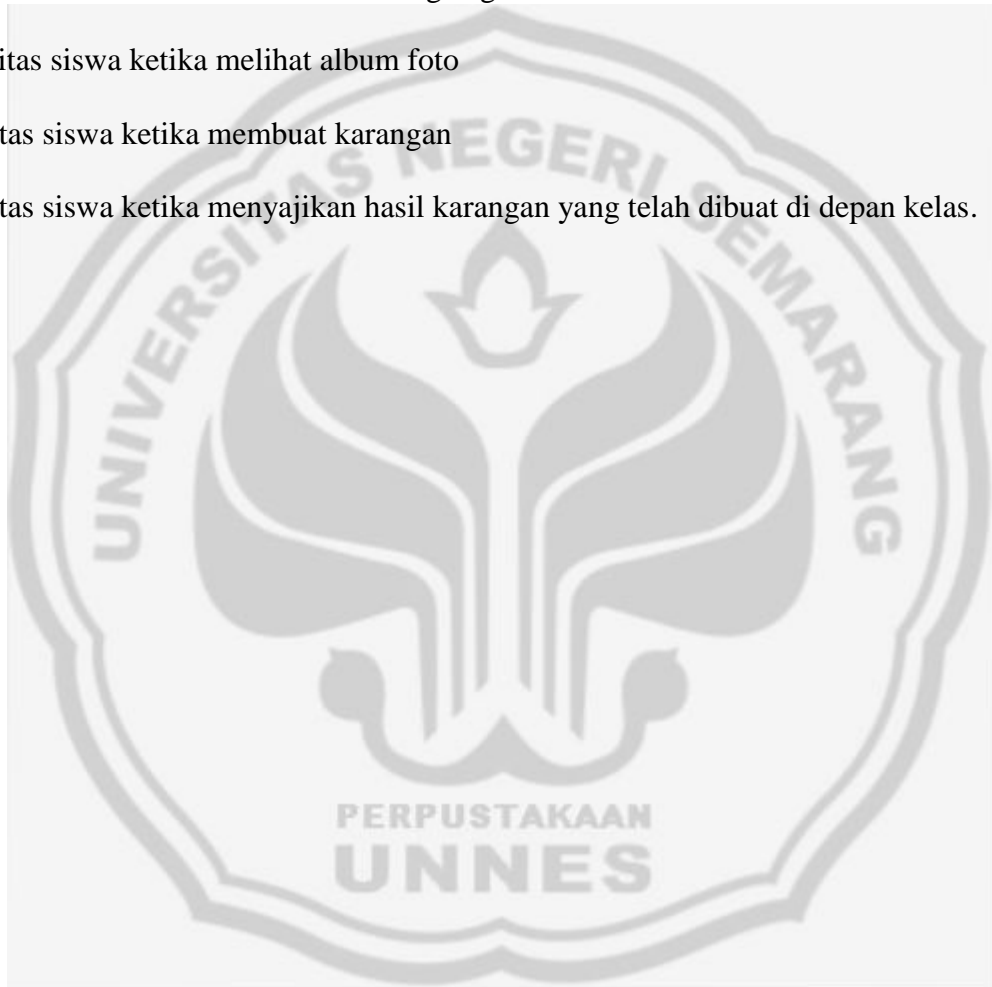 itas siswa ketika melihat album foto
tas siswa ketika membuat karangan
tas siswa ketika menyajikan hasil karangan yang telah dibuat di depan kelas.
UNIVERSITAS NEGERI SEMARANG
PERPUSTAKAAN
UNNES